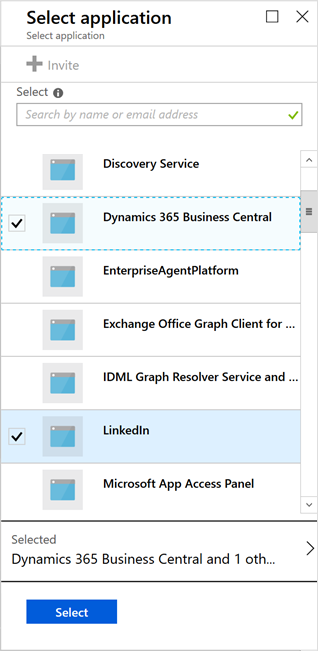 Select application
Select application
Invite
Select
Search by name or email address
Discovery Service
Dynamics 365 Business Central
EnterpriseAgentPlatform
Exchange Office Graph Client for ...
IDML Graph Resolver Service and ...
LinkedIn
Microsoft App Access Panel
Selected
Dynamics 365 Business Central and 1 oth...
Select